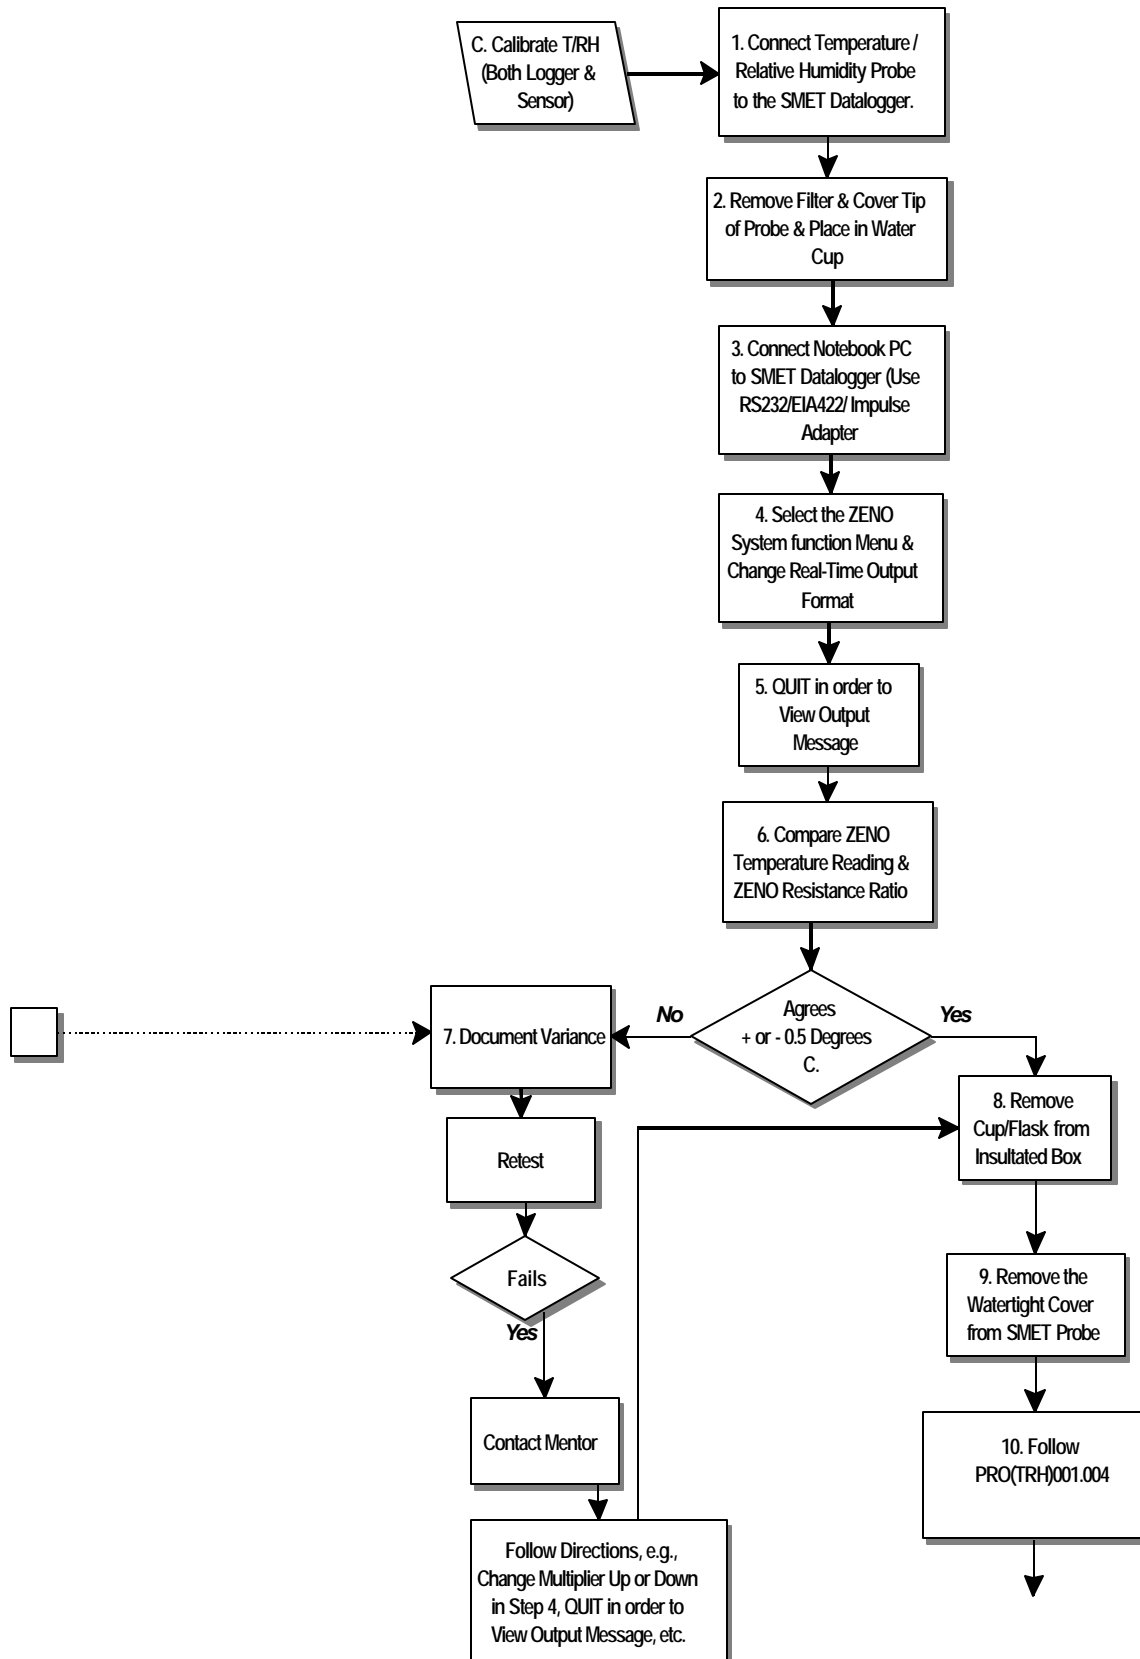 C. Calibrate T/RH
(Both Logger &
Sensor)
1. Connect Temperature /
Relative Humidity Probe
to the SMET Datalogger.
2. Remove Filter & Cover Tip
of Probe & Place in Water
Cup
3. Connect Notebook PC
to SMET Datalogger (Use
RS232/EIA422/ Impulse
Adapter
4. Select the ZENO
System function Menu &
Change Real-Time Output
Format
5. QUIT in order to
View Output
Message
6. Compare ZENO
Temperature Reading &
ZENO Resistance Ratio
Agrees
+ or - 0.5 Degrees
C.
No
Yes
7. Document Variance
Retest
Fails
Yes
Contact Mentor
Follow Directions, e.g.,
Change Multiplier Up or Down
in Step 4, QUIT in order to
View Output Message, etc.
8. Remove
Cup/Flask from
Insultated Box
9. Remove the
Watertight Cover
from SMET Probe
10. Follow
PRO(TRH)001.004